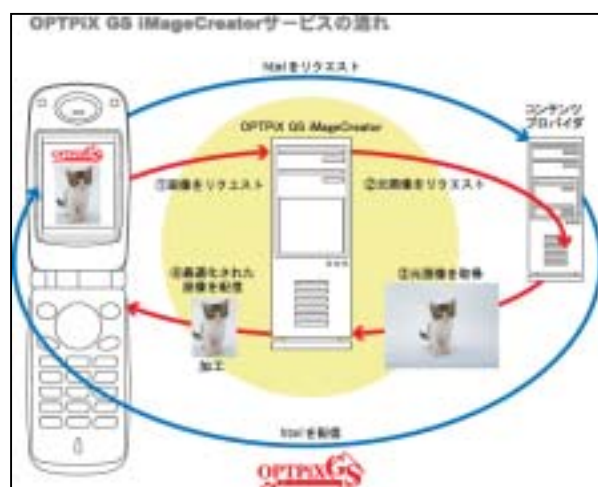 OPTPiX GS iMageCreatorサービスの流れ
htmlをリクエスト
コンテンツ
プロバイダ
OPTPiX GS iMageCreator
①画像をリクエスト
②元画像をリクエスト
④最適化された
画像を配信
③元画像を取得
加工
htmlを配信
OPTPiXGS